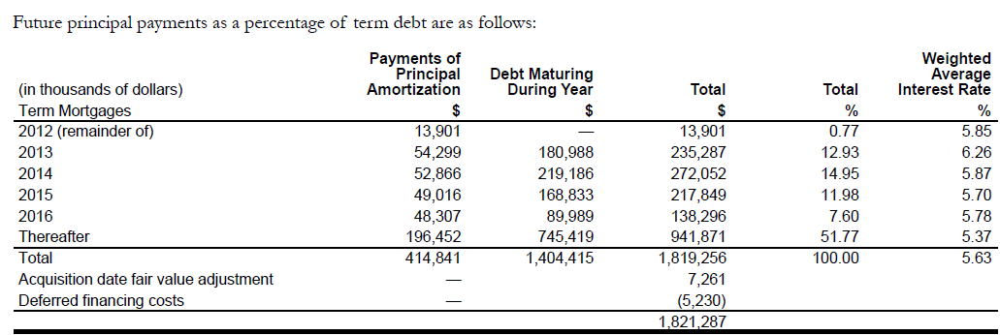 Future principal payments as a percentage of term debt are as follows:
Payments of Weighted
Principal Debt Maturing Average
(in thousands of dollars) Amortization During Year Total Total Interest Rate
Term Mortgages $ $ $ % %
2012 (remainder of) 13,901 — 13,901 0.77 5.85
2013 54,299 180,988 235,287 12.93 6.26
2014 52,866 219,186 272,052 14.95 5.87
2015 49,016 168,833 217,849 11.98 5.70
2016 48,307 89,989 138,296 7.60 5.78
Thereafter 196,452 745,419 941,871 51.77 5.37
Total 414,841 1,404,415 1,819,256 100.00 5.63
Acquisition date fair value adjustment — 7,261
Deferred financing costs — (5,230)
1,821,287